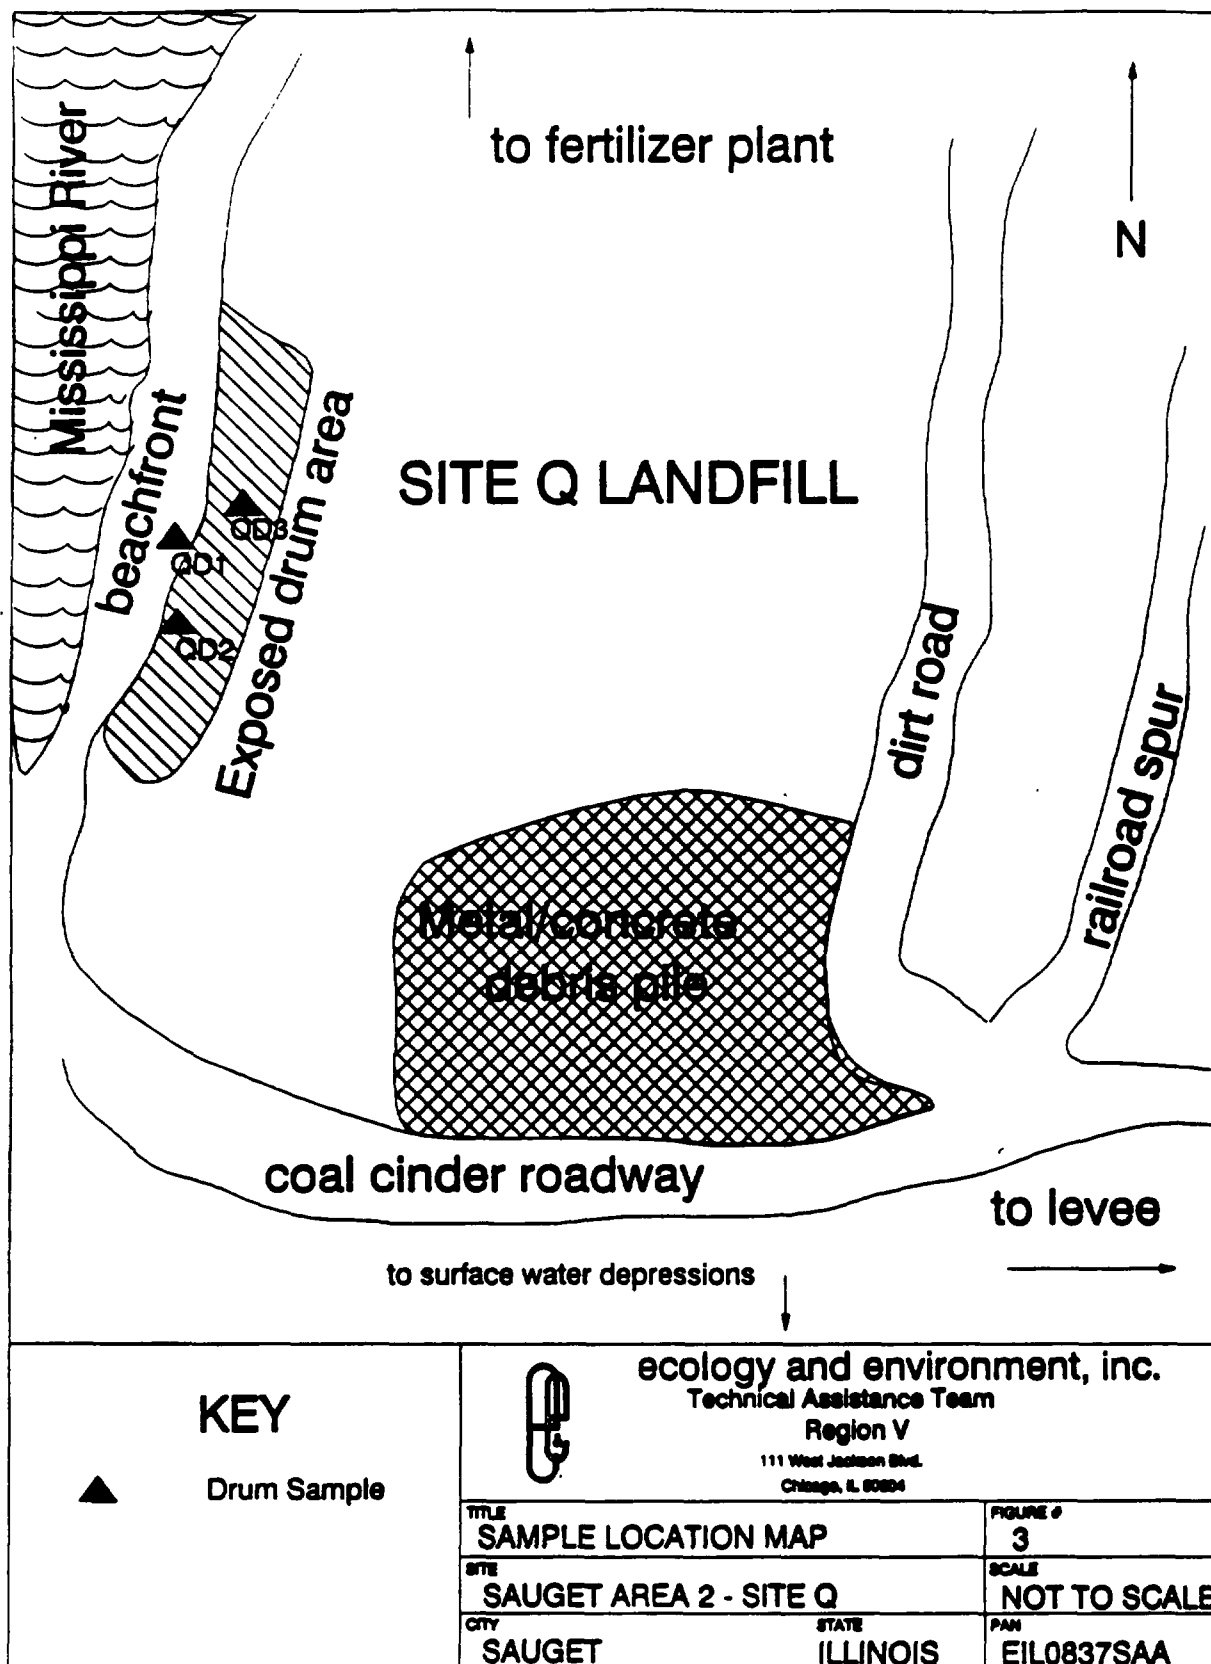 to fertilizer plant
N
Mississippi River
beachfront
Exposed drum area
SITE Q LANDFILL
QD3
QD1
QD2
dirt road
railroad spur
Metal/concrete
debris pile
coal cinder roadway
to levee
to surface water depressions
KEY
Drum Sample
ecology and environment, inc.
Technical Assistance Team
Region V
111 West Jackson Blvd.
Chicago, IL 60604
TITLE
SAMPLE LOCATION MAP
FIGURE #
3
SITE
SAUGET AREA 2 - SITE Q
SCALE
NOT TO SCALE
CITY
SAUGET
STATE
ILLINOIS
PAN
EIL0837SAA